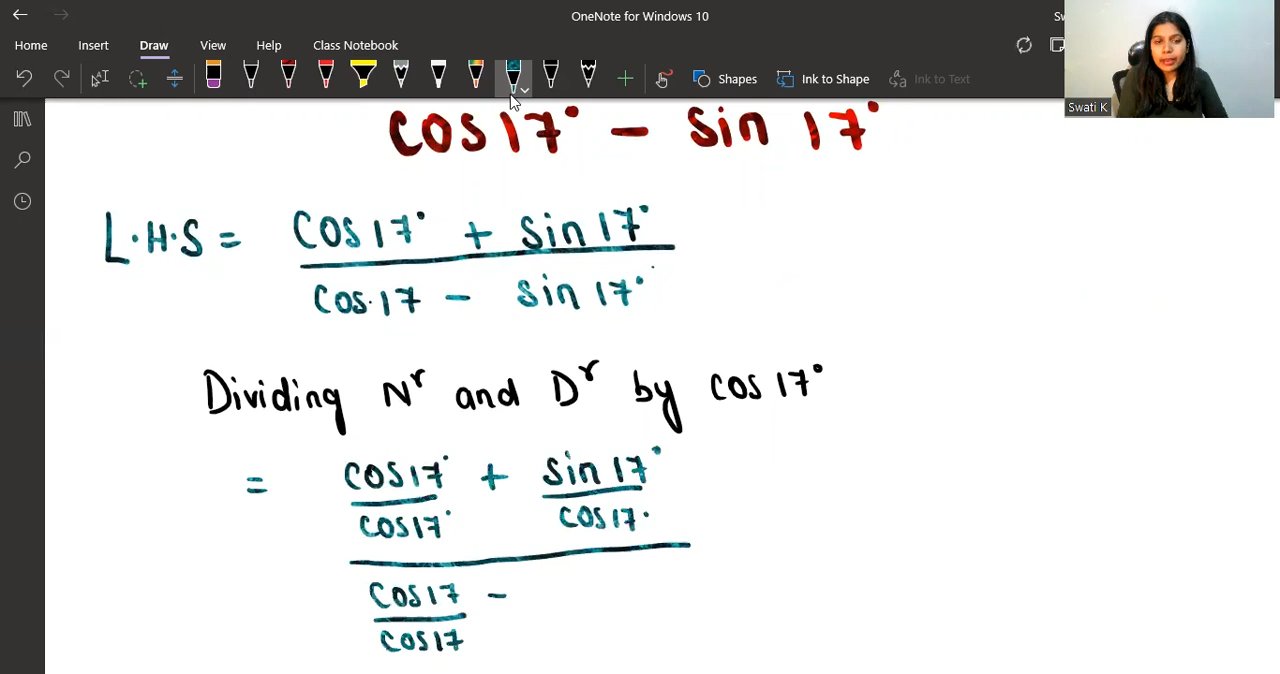 OneNote for Windows 10
Home Insert Draw View Help Class Notebook
Shapes Ink to Shape Ink to Text
Swati K
cos 17° - sin 17°
L.H.S = cos 17° + sin 17°
cos 17 - sin 17°
Dividing Nʳ and Dʳ by cos 17°
= cos 17° + sin 17°
cos 17° cos 17°
cos 17 -
cos 17